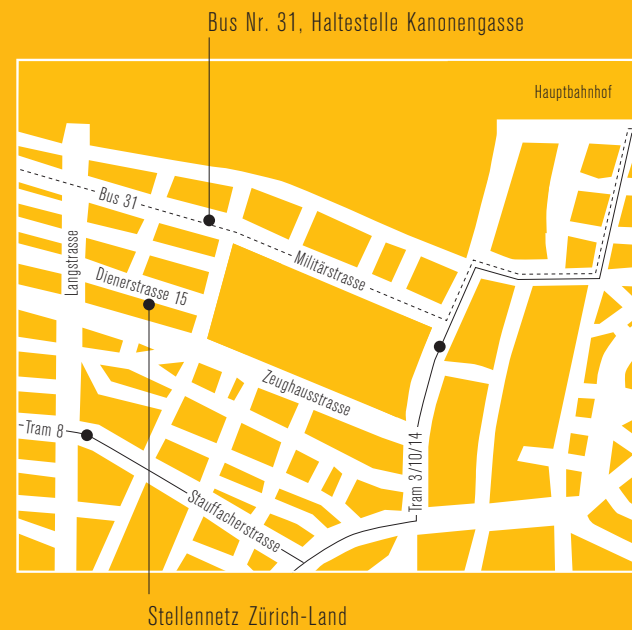 Bus Nr. 31, Haltestelle Kanonengasse
Hauptbahnhof
Bus 31
Langstrasse
Militärstrasse
Dienerstrasse 15
Zeughausstrasse
Tram 8
Tram 3/10/14
Stauffacherstrasse
Stellennetz Zürich-Land